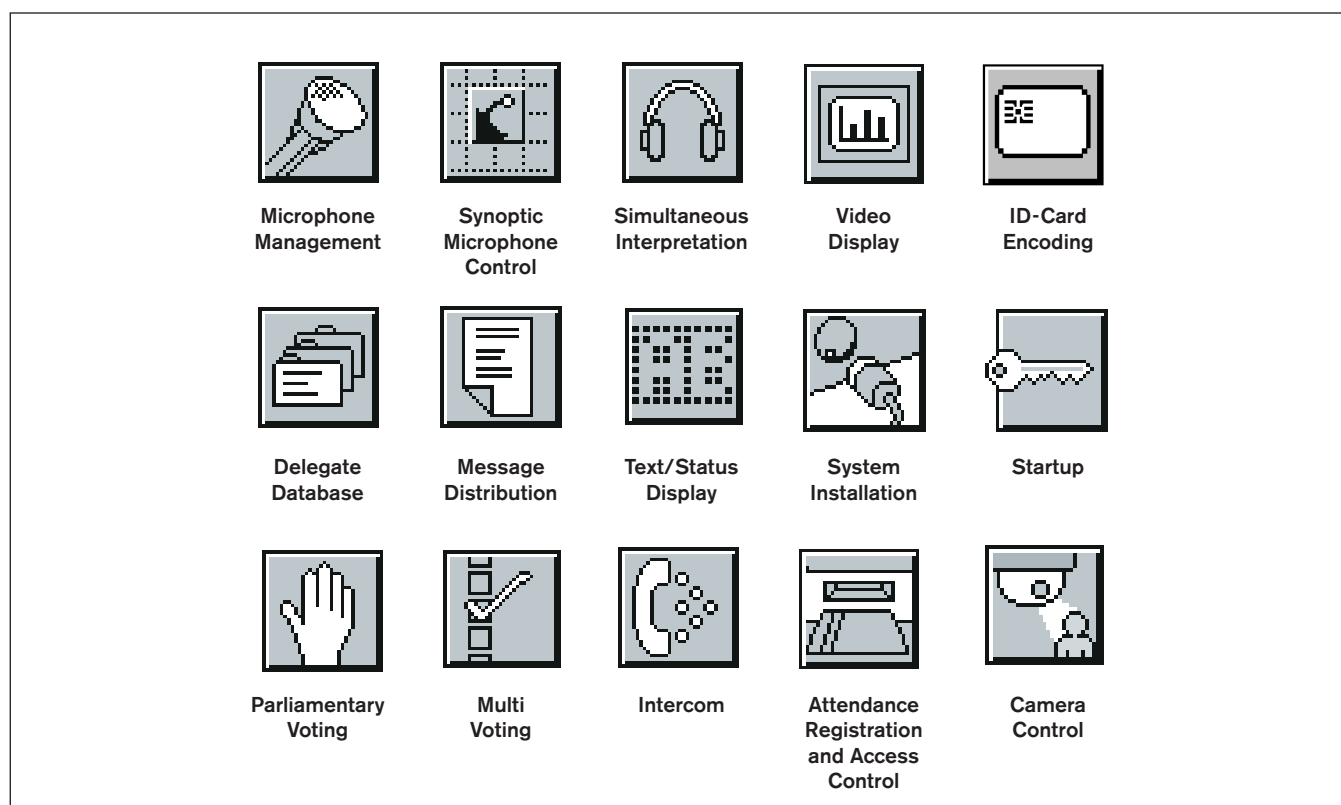 Microphone
Management
Synoptic
Microphone
Control
Simultaneous
Interpretation
Video
Display
ID-Card
Encoding
Delegate
Database
Message
Distribution
Text/Status
Display
System
Installation
Startup
Parliamentary
Voting
Multi
Voting
Intercom
Attendance
Registration
and Access
Control
Camera
Control